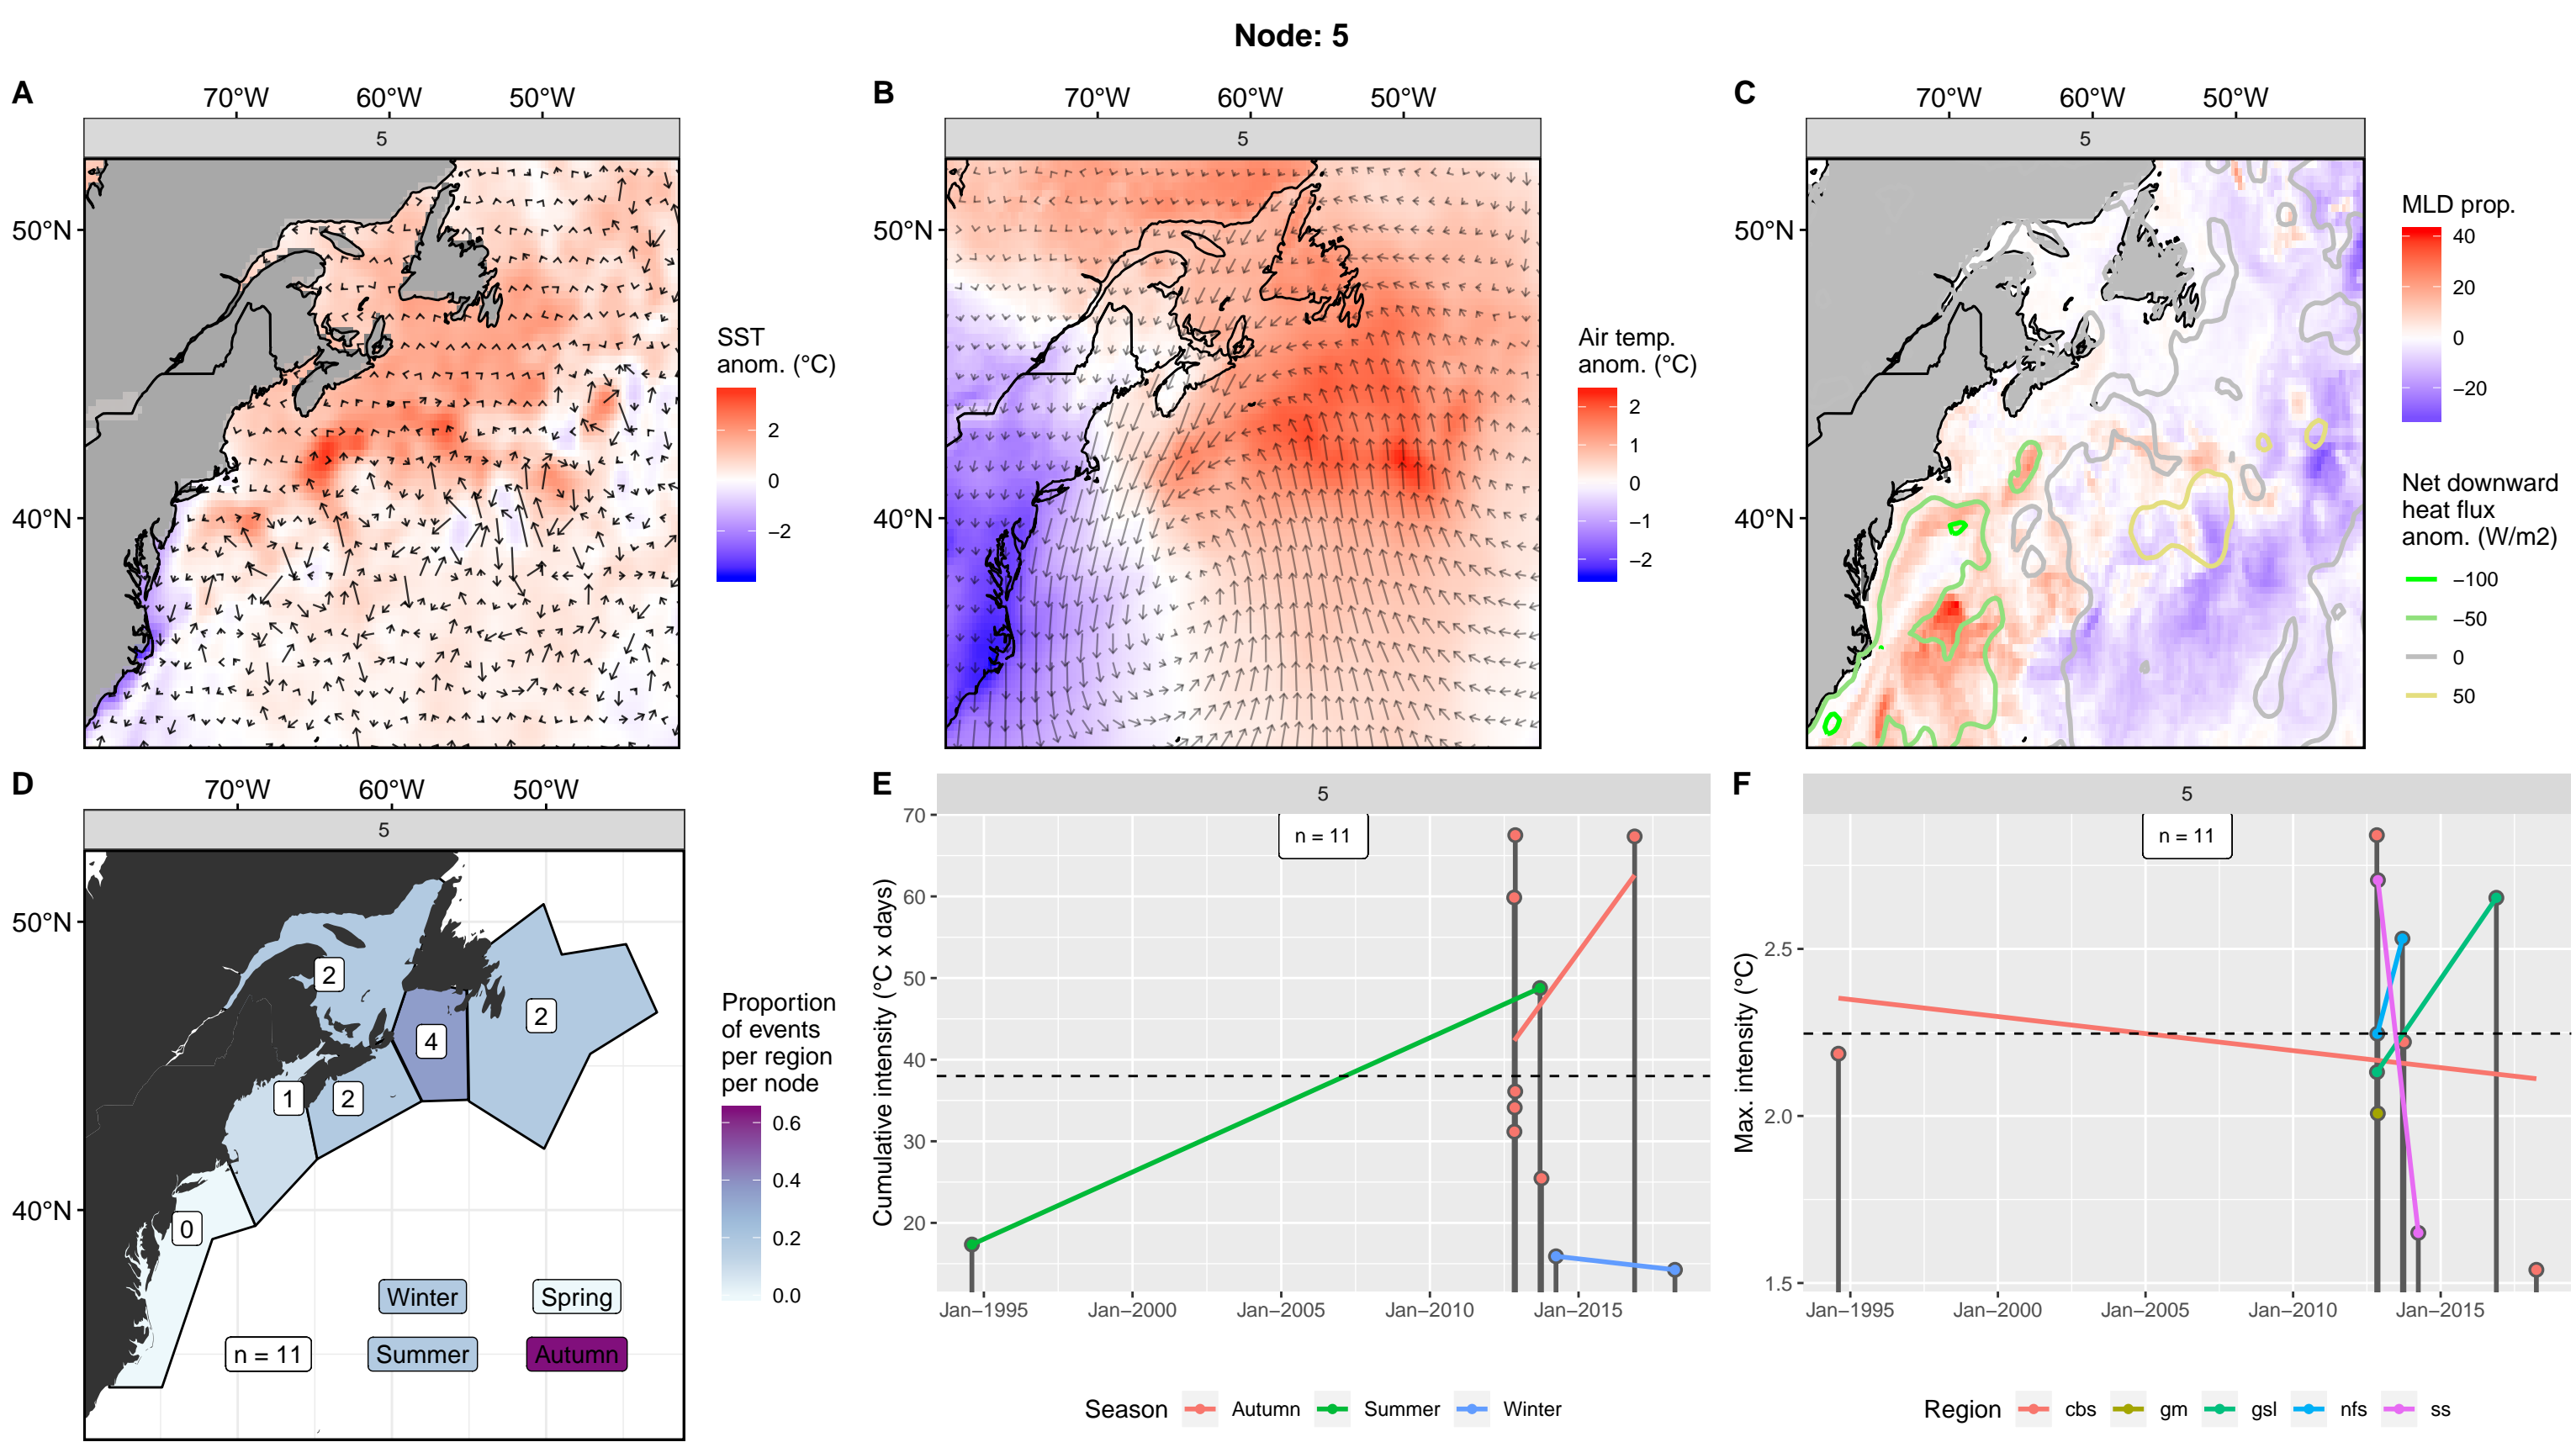 Node: 5
A
70°W 60°W 50°W
5
50°N
40°N
SST
anom. (°C)
2
0
−2
B
70°W 60°W 50°W
5
50°N
40°N
Air temp.
anom. (°C)
2
1
0
−1
−2
C
70°W 60°W 50°W
5
50°N
40°N
MLD prop.
40
20
0
−20
Net downward
heat flux
anom. (W/m2)
−100
−50
0
50
D
70°W 60°W 50°W
5
50°N
40°N
2
4
2
1
2
0
Winter
Spring
n = 11
Summer
Autumn
Proportion
of events
per region
per node
0.6
0.4
0.2
0.0
E
5
n = 11
Cumulative intensity (°C x days)
70
60
50
40
30
20
Jan−1995 Jan−2000 Jan−2005 Jan−2010 Jan−2015
Season Autumn Summer Winter
F
5
n = 11
Max. intensity (°C)
2.5
2.0
1.5
Jan−1995 Jan−2000 Jan−2005 Jan−2010 Jan−2015
Region cbs gm gsl nfs ss